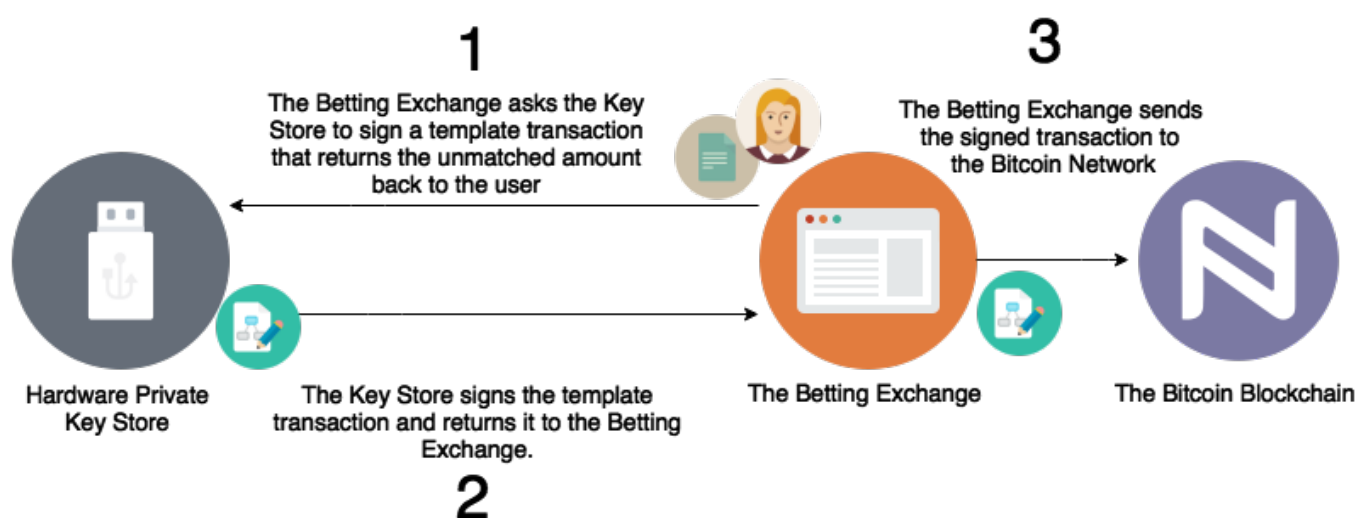 1
The Betting Exchange asks the Key
Store to sign a template transaction
that returns the unmatched amount
back to the user
3
The Betting Exchange sends
the signed transaction to
the Bitcoin Network
Hardware Private
Key Store
The Key Store signs the template
transaction and returns it to the Betting
Exchange.
2
The Betting Exchange
The Bitcoin Blockchain